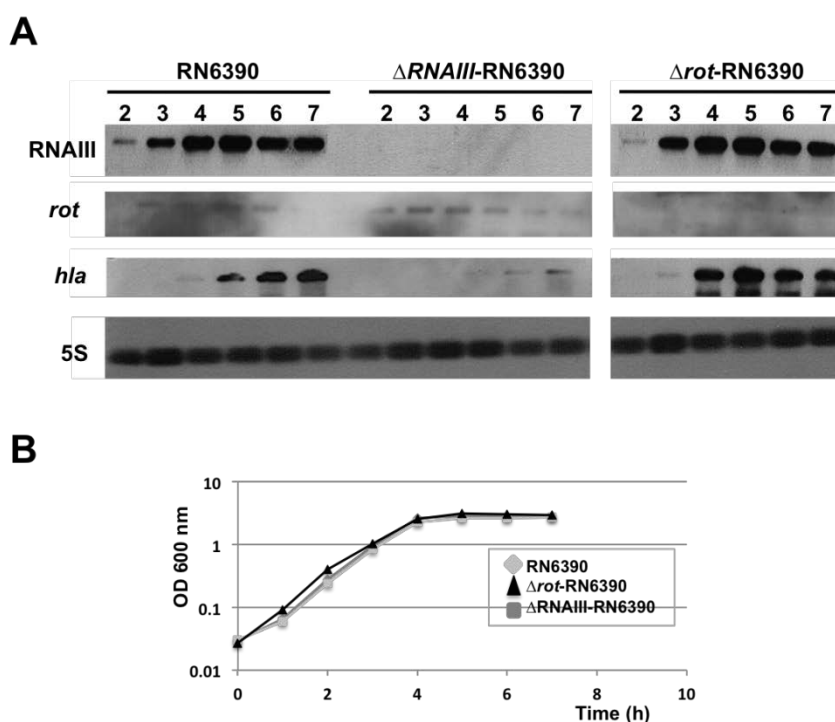 A
RN6390 ΔRNAIII-RN6390 Δrot-RN6390
2 3 4 5 6 7 2 3 4 5 6 7 2 3 4 5 6 7
RNAIII
rot
hla
5S
B
OD 600 nm
10
1
0.1
0.01
0 2 4 6 8 10
Time (h)
RN6390
Δrot-RN6390
ΔRNAIII-RN6390